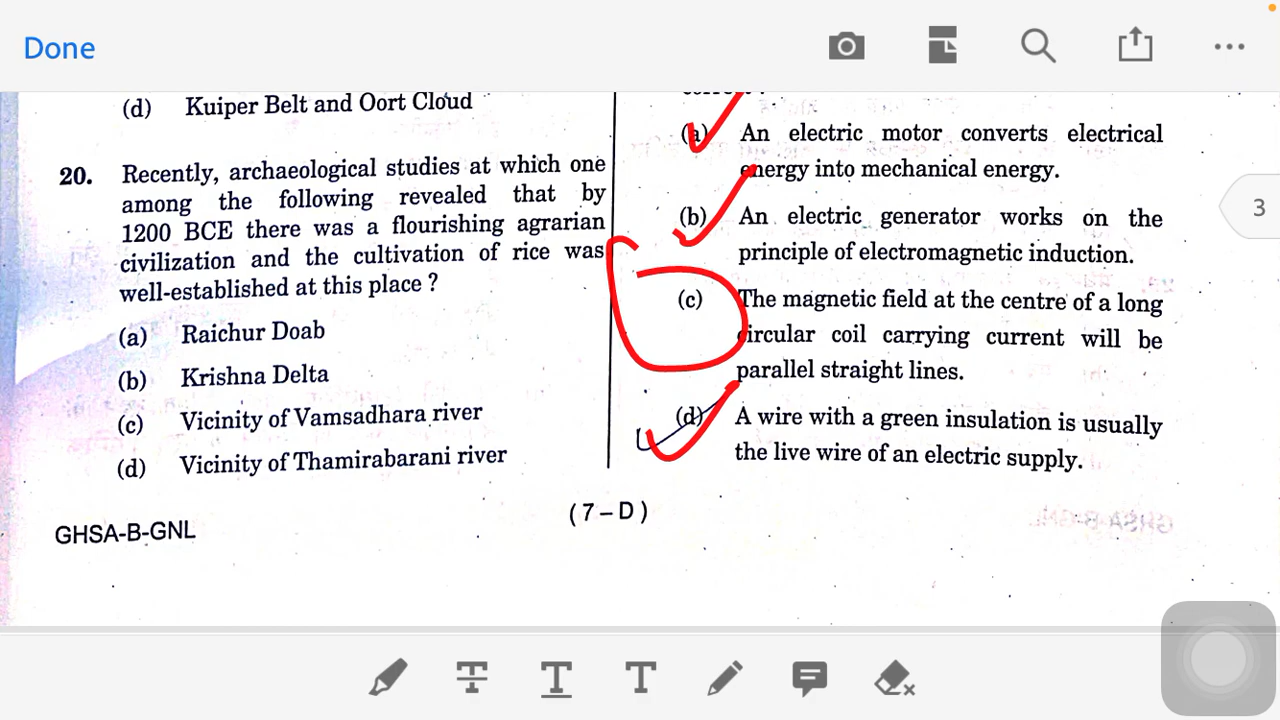 Done
(d) Kuiper Belt and Oort Cloud
20. Recently, archaeological studies at which one
among the following revealed that by
1200 BCE there was a flourishing agrarian
civilization and the cultivation of rice was
well-established at this place ?
(a) Raichur Doab
(b) Krishna Delta
(c) Vicinity of Vamsadhara river
(d) Vicinity of Thamirabarani river
GHSA-B-GNL
(a) An electric motor converts electrical
energy into mechanical energy.
(b) An electric generator works on the
principle of electromagnetic induction.
(c) The magnetic field at the centre of a long
circular coil carrying current will be
parallel straight lines.
(d) A wire with a green insulation is usually
the live wire of an electric supply.
( 7 – D )
3